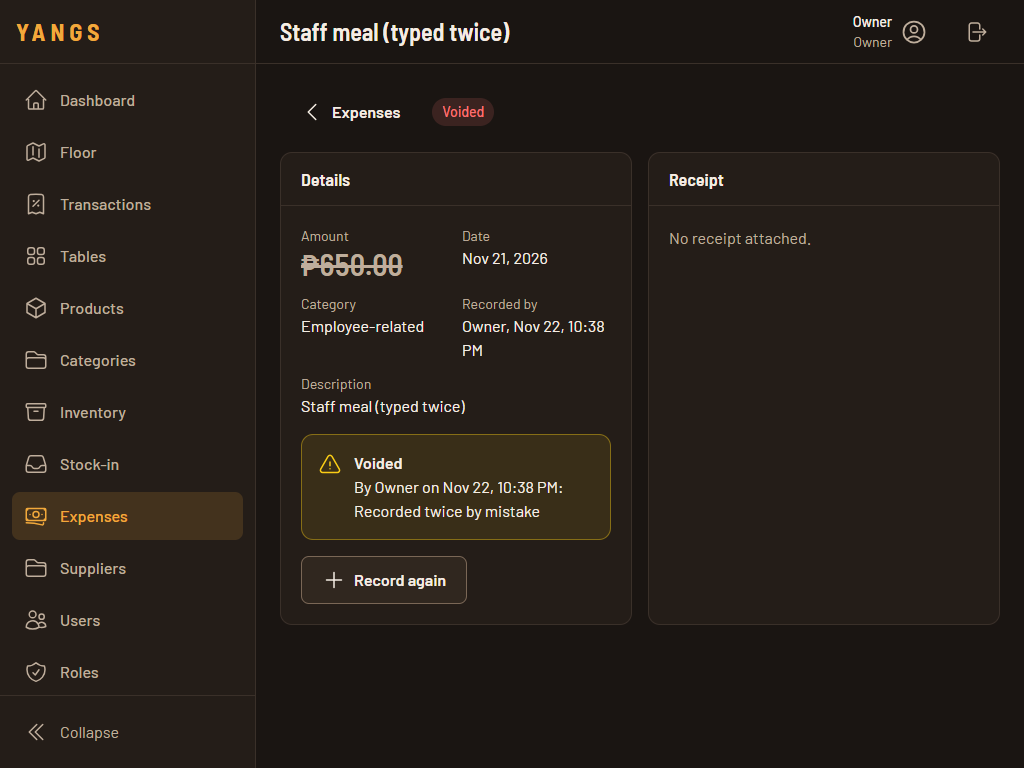 YANGS
Staff meal (typed twice)
Owner
Owner
Dashboard
Floor
Transactions
Tables
Products
Categories
Inventory
Stock-in
Expenses
Suppliers
Users
Roles
Collapse
Expenses
Voided
Details
Amount
₱650.00
Date
Nov 21, 2026
Category
Employee-related
Recorded by
Owner, Nov 22, 10:38
PM
Description
Staff meal (typed twice)
Voided
By Owner on Nov 22, 10:38 PM:
Recorded twice by mistake
Record again
Receipt
No receipt attached.